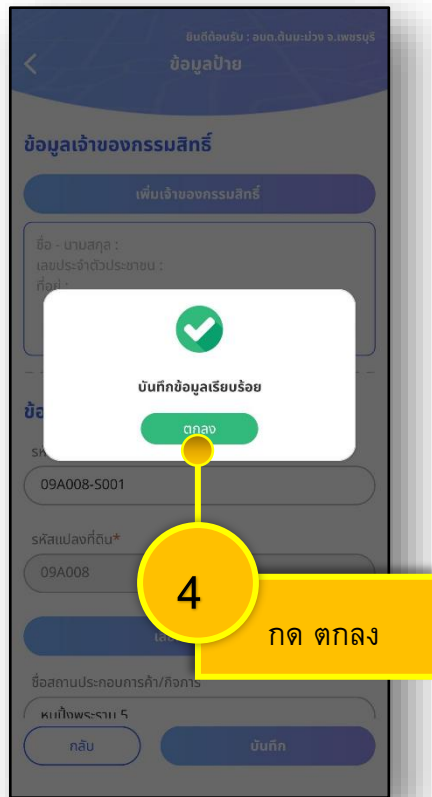 ยินดีต้อนรับ : อบต.ต้นมะม่วง จ.เพชรบุรี
ข้อมูลป้าย
ข้อมูลเจ้าของกรรมสิทธิ์
เพิ่มเจ้าของกรรมสิทธิ์
ชื่อ - นามสกุล :
เลขประจำตัวประชาชน :
ที่อยู่ :
บันทึกข้อมูลเรียบร้อย
ตกลง
09A008-S001
รหัสแปลงที่ดิน*
09A008
4
กด ตกลง
ชื่อสถานประกอบการค้า/กิจการ
กลับ
บันทึก